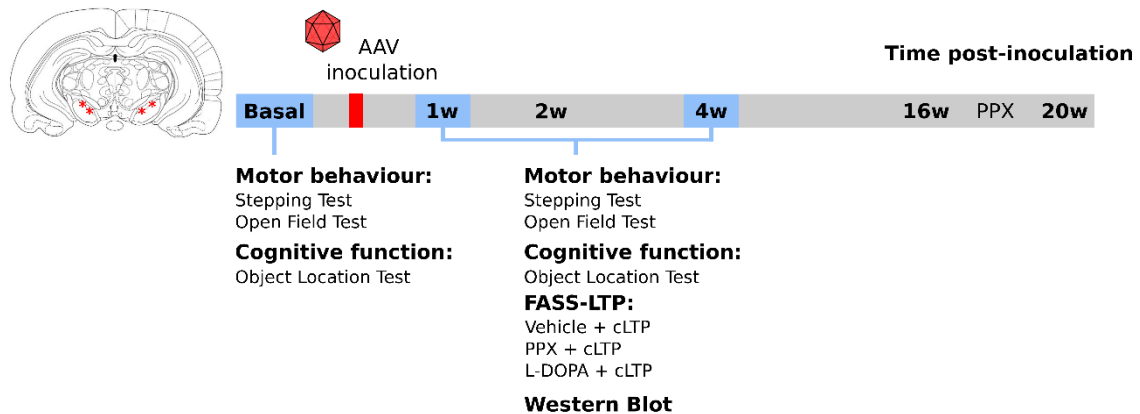 AAV
inoculation
Time post-inoculation
Basal 1w 2w 4w 16w PPX 20w
Motor behaviour:
Stepping Test
Open Field Test
Cognitive function:
Object Location Test
Motor behaviour:
Stepping Test
Open Field Test
Cognitive function:
Object Location Test
FASS-LTP:
Vehicle + cLTP
PPX + cLTP
L-DOPA + cLTP
Western Blot